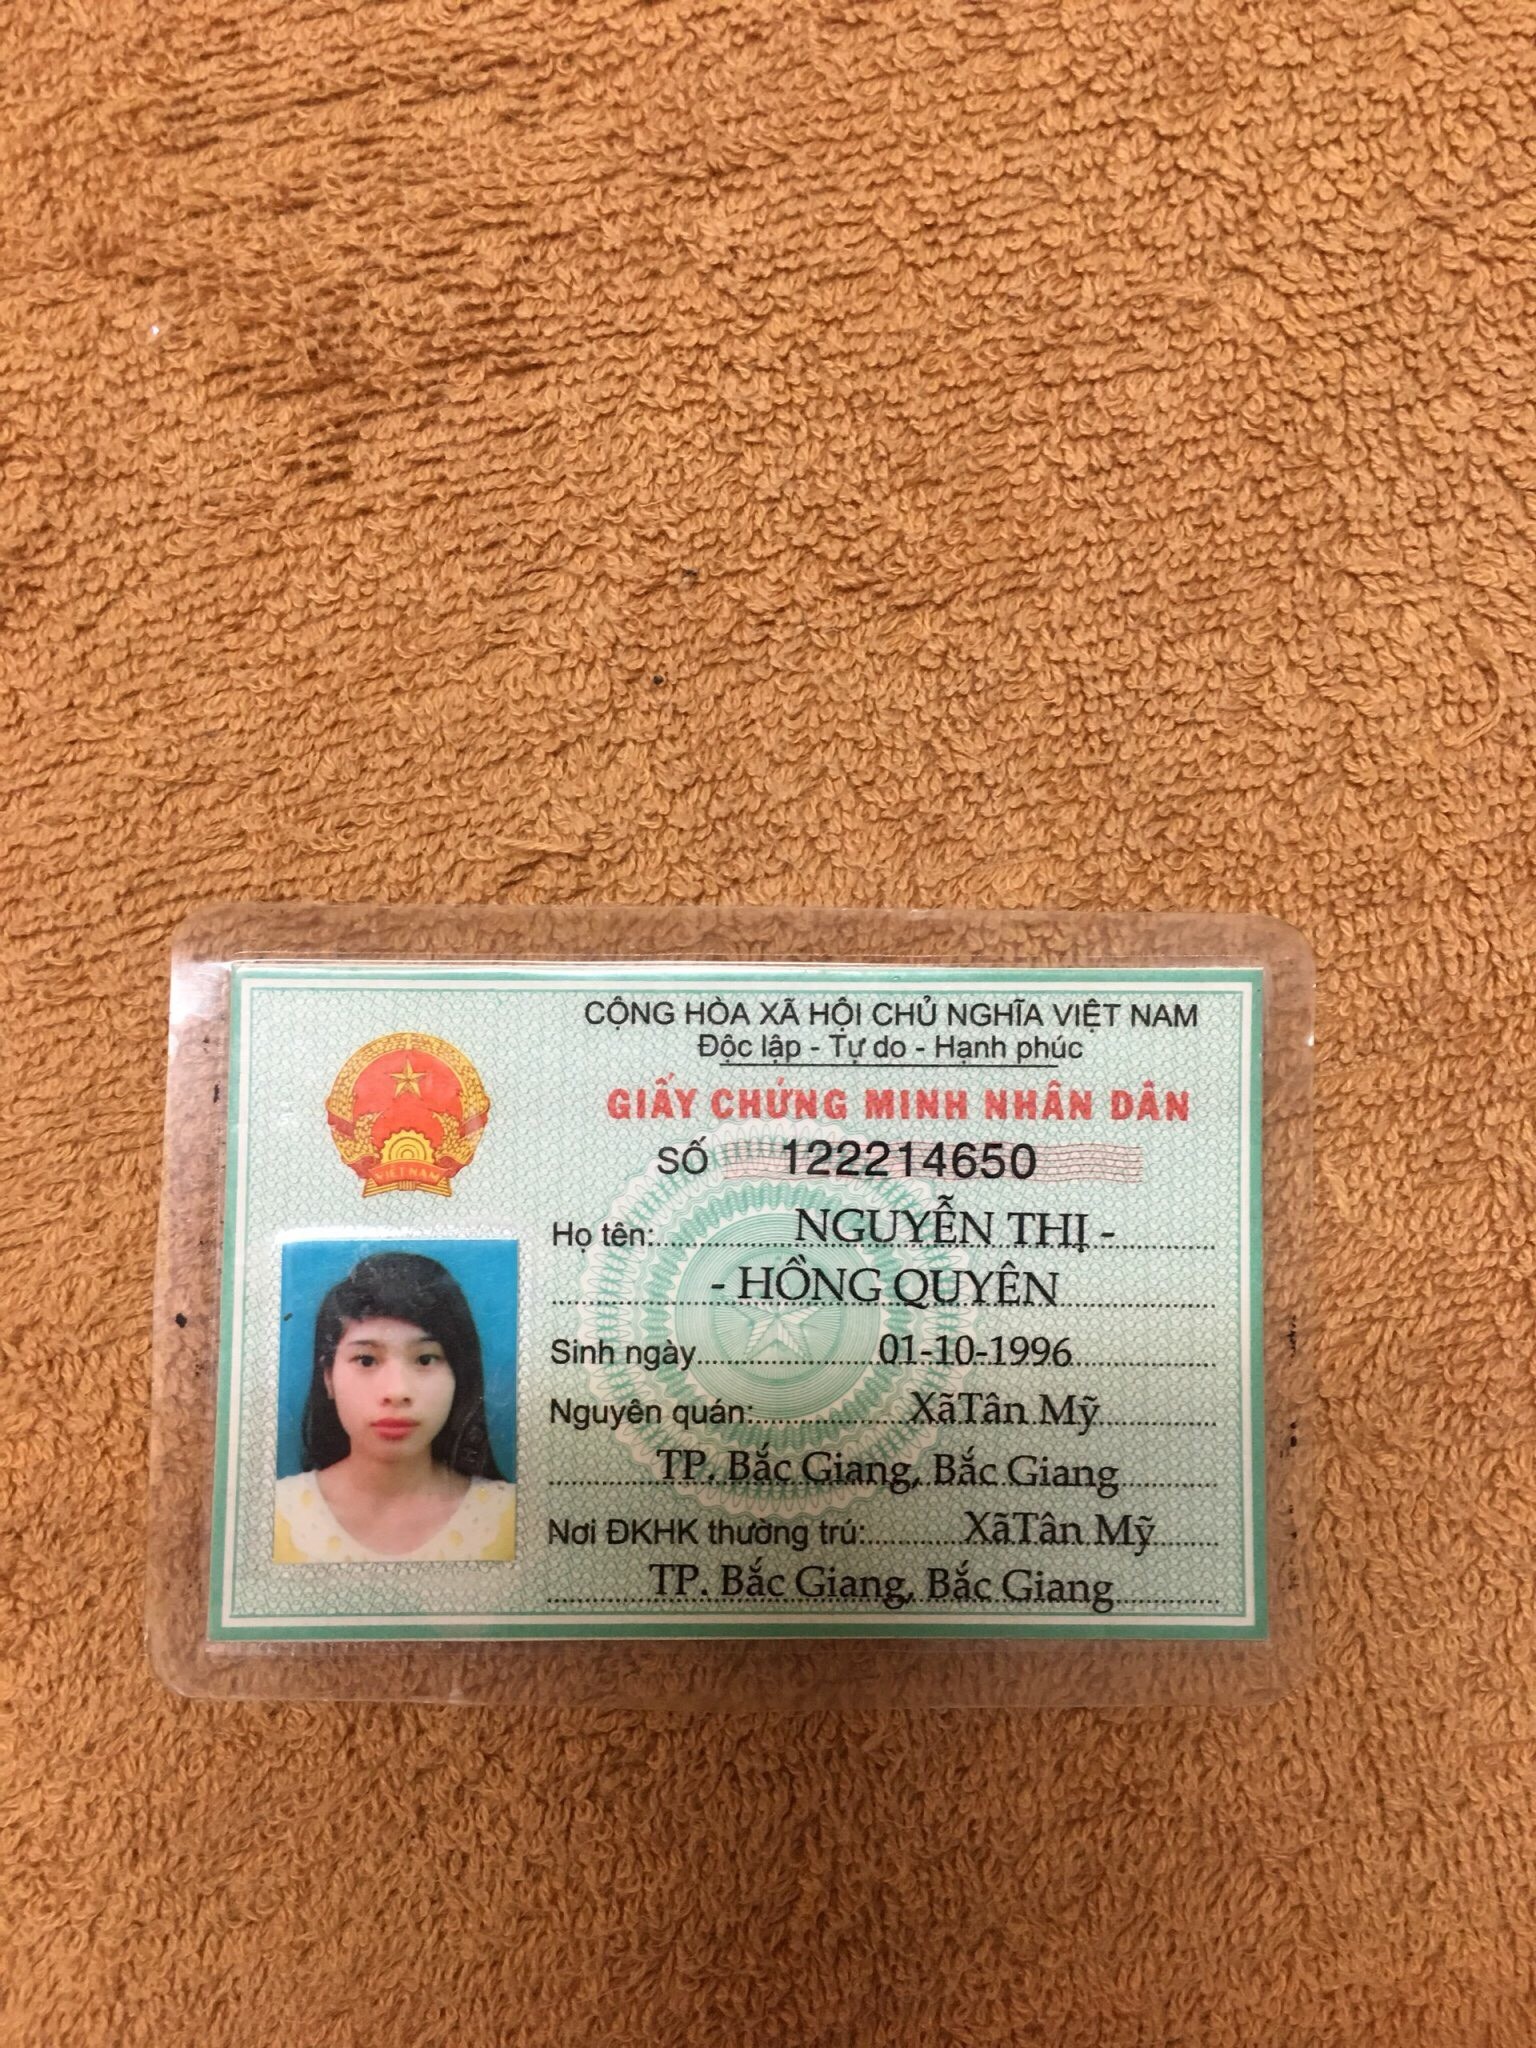 CỘNG HÒA XÃ HỘI CHỦ NGHĨA VIỆT NAM
Độc lập - Tự do - Hạnh phúc
GIẤY CHỨNG MINH NHÂN DÂN
SỐ 122214650
VIỆT NAM
Họ tên: NGUYỄN THỊ -
- HỒNG QUYÊN
Sinh ngày 01-10-1996
Nguyên quán: XãTân Mỹ
TP. Bắc Giang, Bắc Giang
Nơi ĐKHK thường trú: XãTân Mỹ
TP. Bắc Giang, Bắc Giang